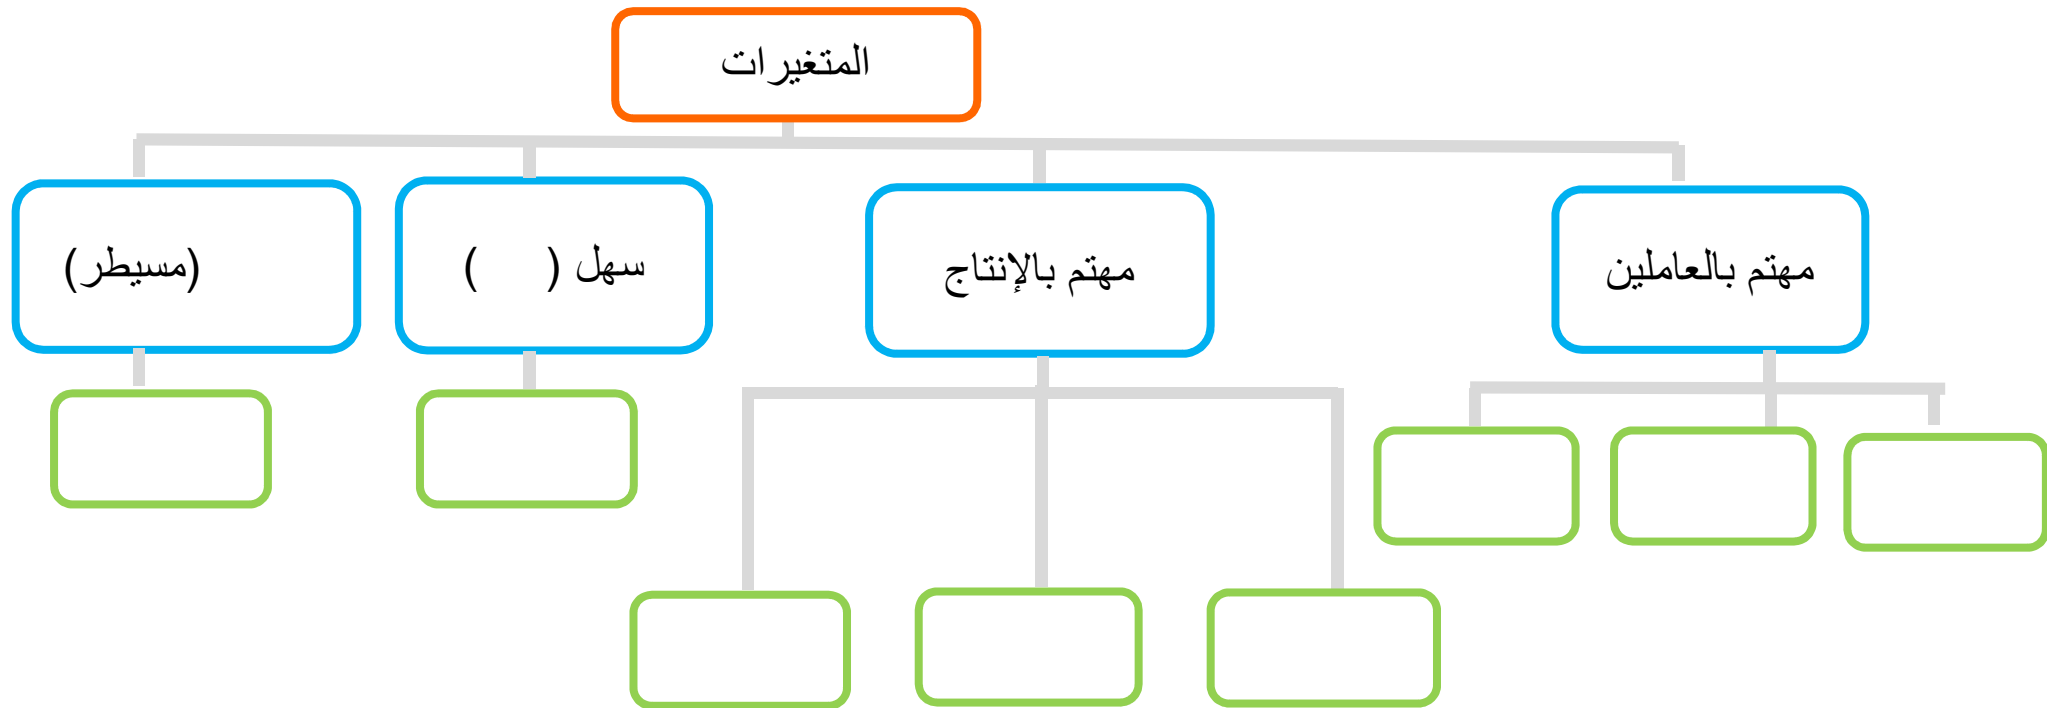 المتغيرات
مهتم بالعاملين
مهتم بالإنتاج
سهل (     )
(مسيطر)